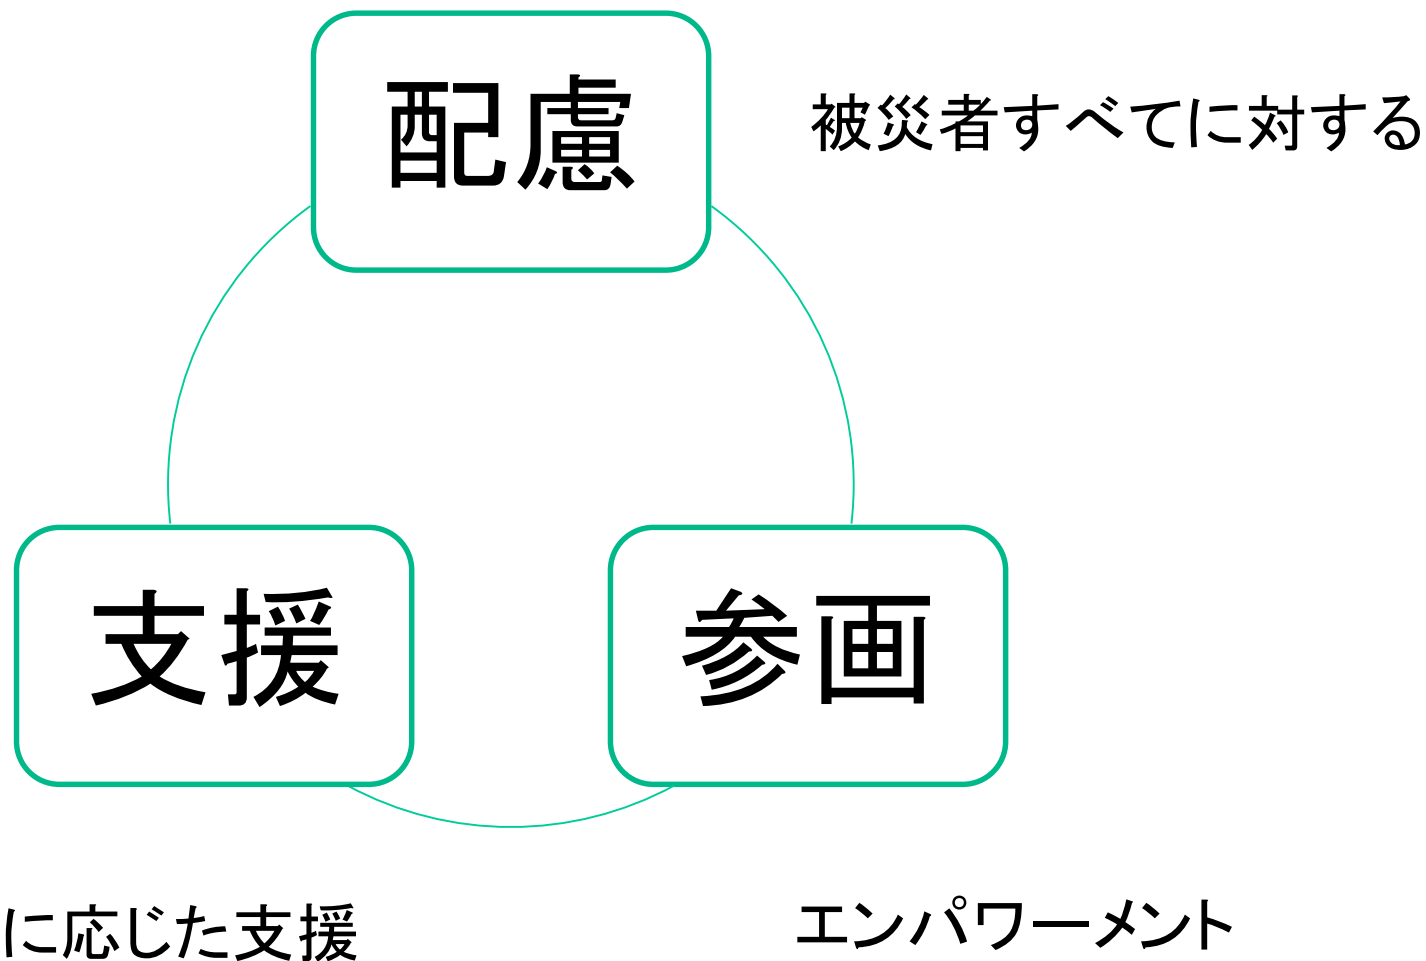 配慮
被災者すべてに対する
支援
参画
に応じた支援
エンパワーメント